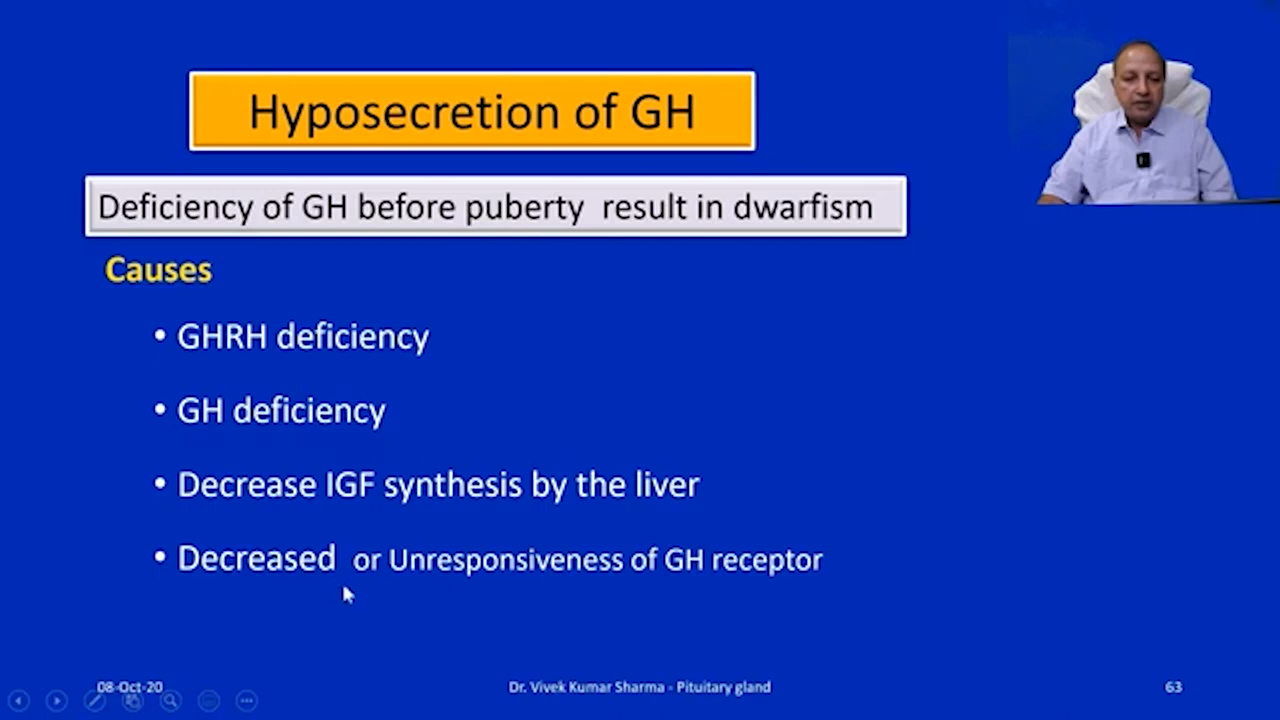 Hyposecretion of GH
Deficiency of GH before puberty result in dwarfism
Causes
• GHRH deficiency
• GH deficiency
• Decrease IGF synthesis by the liver
• Decreased or Unresponsiveness of GH receptor
08-Oct-20
Dr. Vivek Kumar Sharma - Pituitary gland
63